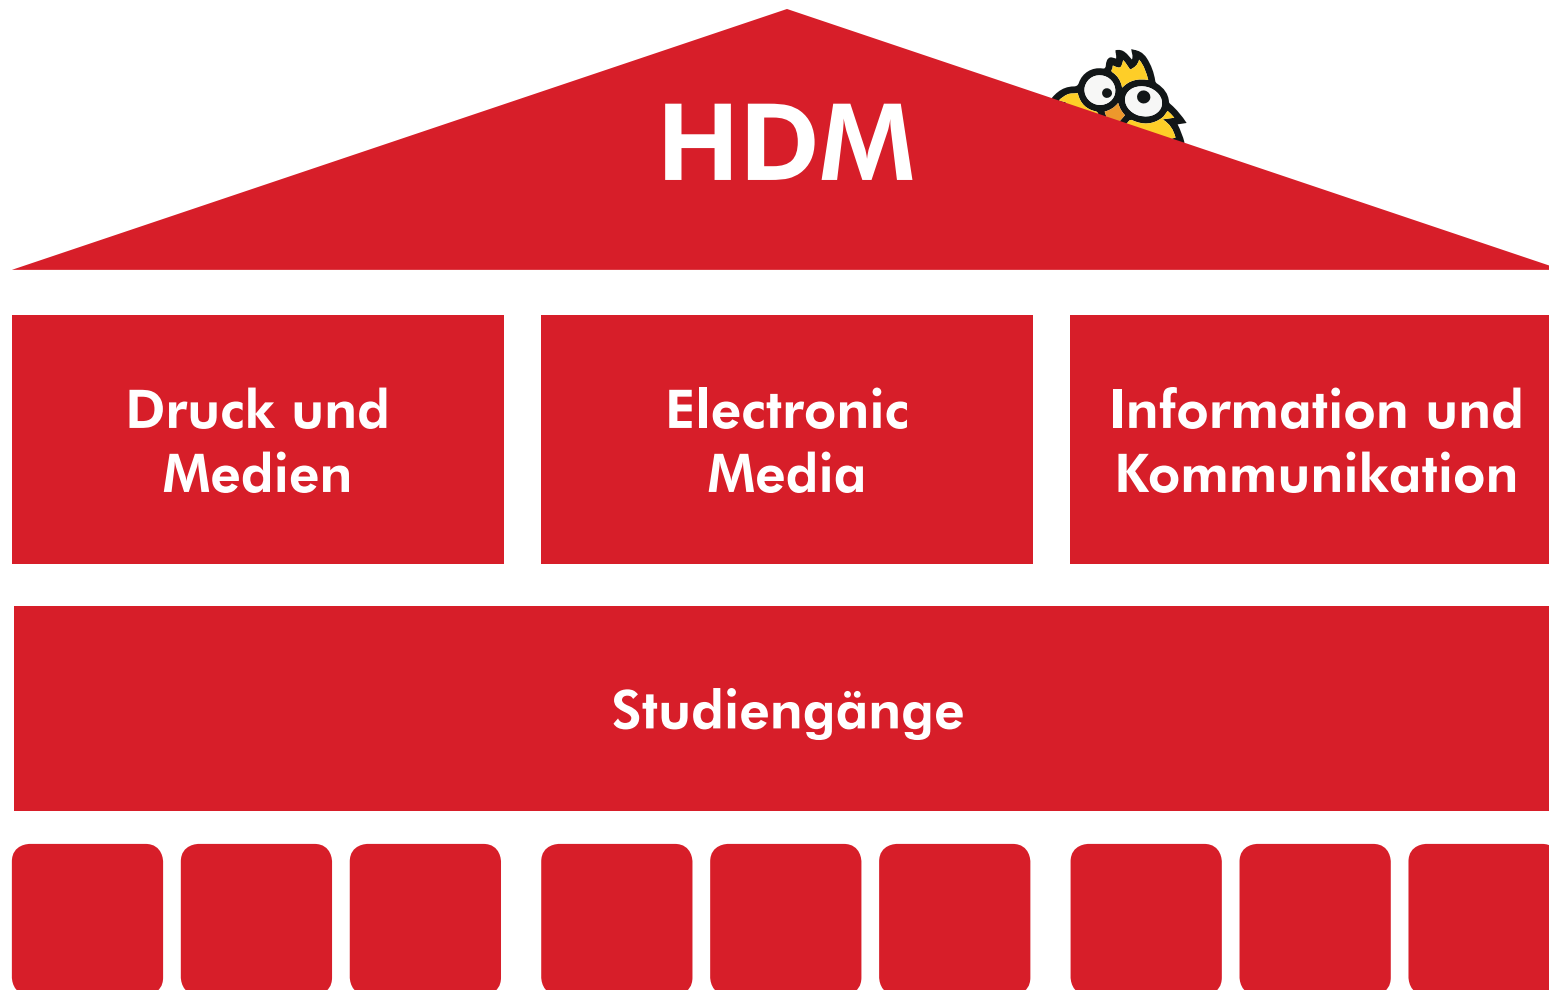 HDM
Druck und
Medien
Electronic
Media
Information und
Kommunikation
Studiengänge